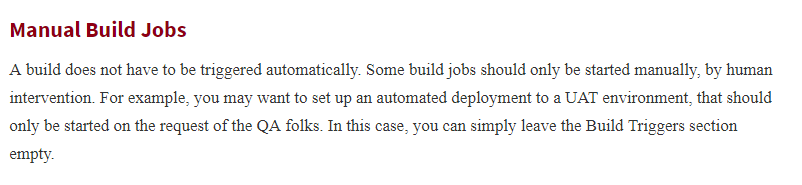 Manual Build Jobs
A build does not have to be triggered automatically. Some build jobs should only be started manually, by human
intervention. For example, you may want to set up an automated deployment to a UAT environment, that should
only be started on the request of the QA folks. In this case, you can simply leave the Build Triggers section
empty.